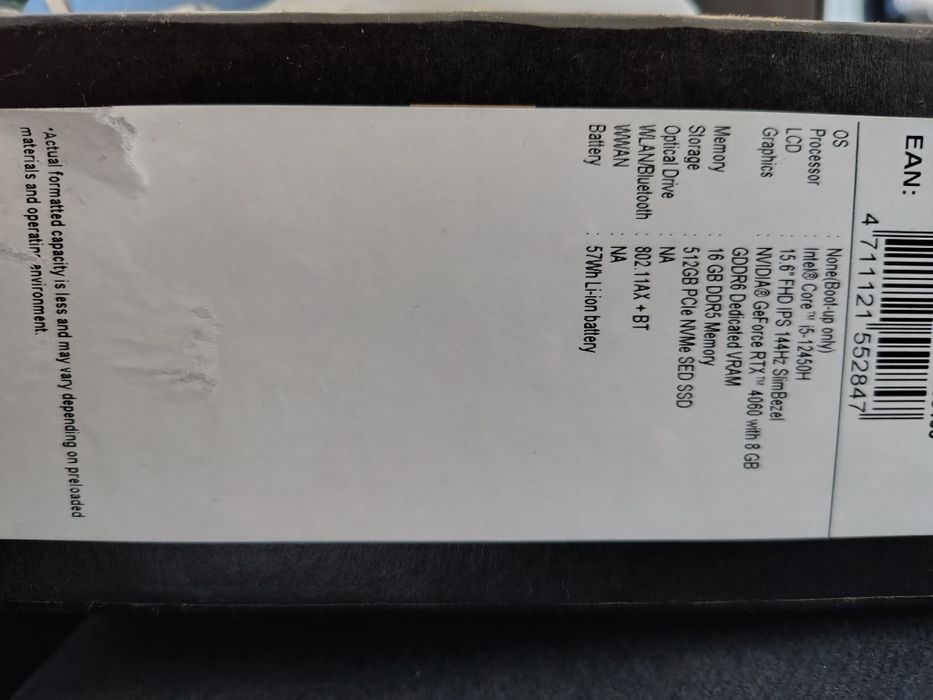 EAN:
4 711121 552847
OS : None(Boot-up only)
Processor : Intel® Core™ i5-12450H
LCD : 15.6" FHD IPS 144Hz SlimBezel
Graphics : NVIDIA® GeForce RTX™ 4060 with 8 GB
GDDR6 Dedicated VRAM
Memory : 16 GB DDR5 Memory
Storage : 512GB PCIe NVMe SED SSD
Optical Drive : NA
WLAN/Bluetooth : 802.11AX + BT
WWAN : NA
Battery : 57Wh Li-ion battery
*Actual formatted capacity is less and may vary depending on preloaded
materials and operating environment.